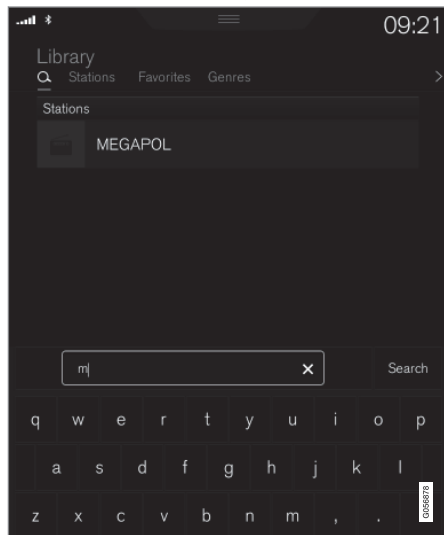 09:21
Library
Stations Favorites Genres
Stations
MEGAPOL
m
Search
q w e r t y u i o p
a s d f g h j k l
z x c v b n m , .
G056878